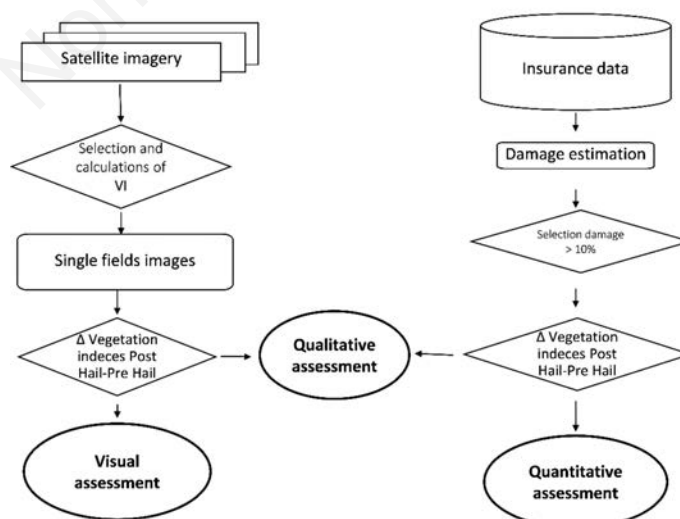 Satellite imagery
Selection and
calculations of
VI
Single fields images
Δ Vegetation
indeces Post
Hail-Pre Hail
Visual
assessment
Qualitative
assessment
Insurance data
Damage estimation
Selection damage
> 10%
Δ Vegetation
indeces Post
Hail-Pre Hail
Quantitative
assessment